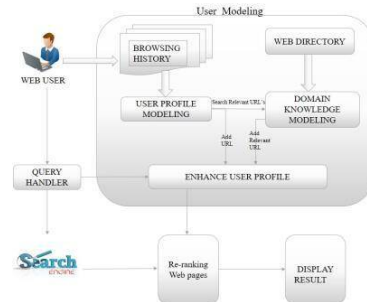 User Modeling
BROWSING
HISTORY
WEB DIRECTORY
WEB USER
USER PROFILE
MODELING
Search Relevant URL's
DOMAIN
KNOWLEDGE
MODELING
Add
URL
Add
Relevant
URL
QUERY
HANDLER
ENHANCE USER PROFILE
Search
ENGINE
Re-ranking
Web pages
DISPLAY
RESULT